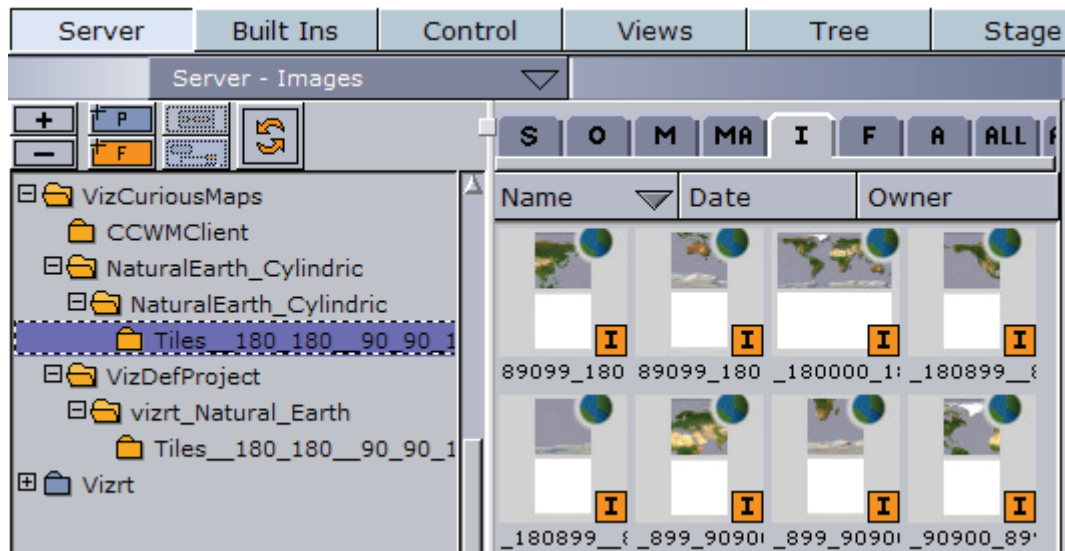 Server Built Ins Control Views Tree Stage
Server - Images
+ P
− F
S O M MA I F A ALL
Name Date Owner
VizCuriousMaps
CCWMClient
NaturalEarth_Cylindric
NaturalEarth_Cylindric
Tiles__180_180__90_90_1
VizDefProject
vizrt_Natural_Earth
Tiles__180_180__90_90_1
Vizrt
I I I I
89099_180 89099_180 _180000_1 _180899__
I I I I
_180899__ _899_9090 _899_9090 _90900_89